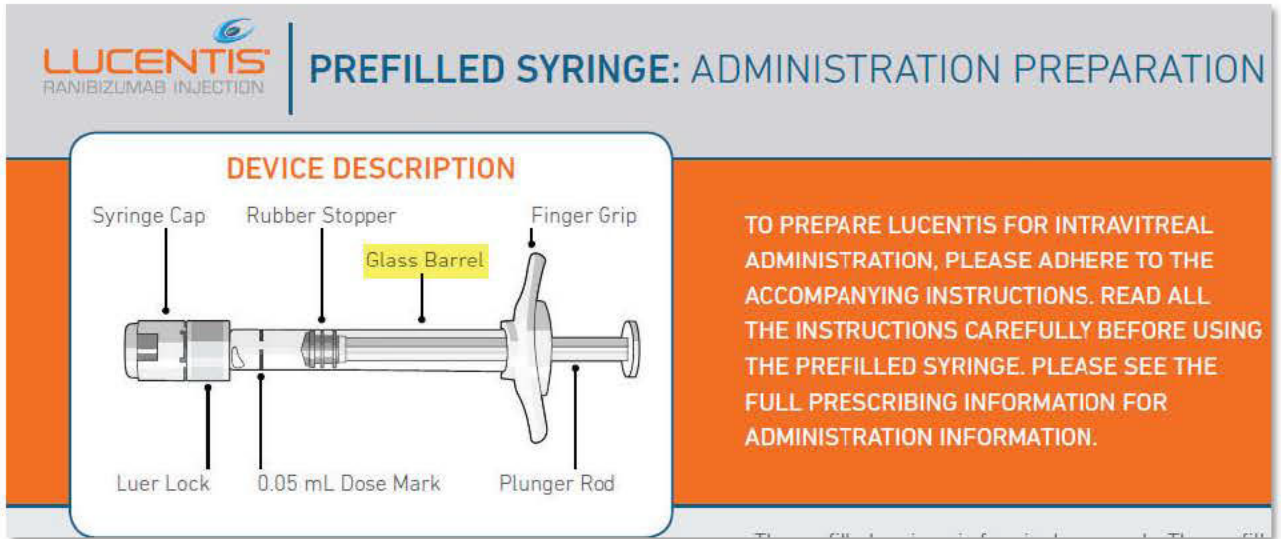 LUCENTIS®
RANIBIZUMAB INJECTION
PREFILLED SYRINGE: ADMINISTRATION PREPARATION
DEVICE DESCRIPTION
Syringe Cap
Rubber Stopper
Finger Grip
Glass Barrel
Luer Lock
0.05 mL Dose Mark
Plunger Rod
TO PREPARE LUCENTIS FOR INTRAVITREAL
ADMINISTRATION, PLEASE ADHERE TO THE
ACCOMPANYING INSTRUCTIONS. READ ALL
THE INSTRUCTIONS CAREFULLY BEFORE USING
THE PREFILLED SYRINGE. PLEASE SEE THE
FULL PRESCRIBING INFORMATION FOR
ADMINISTRATION INFORMATION.